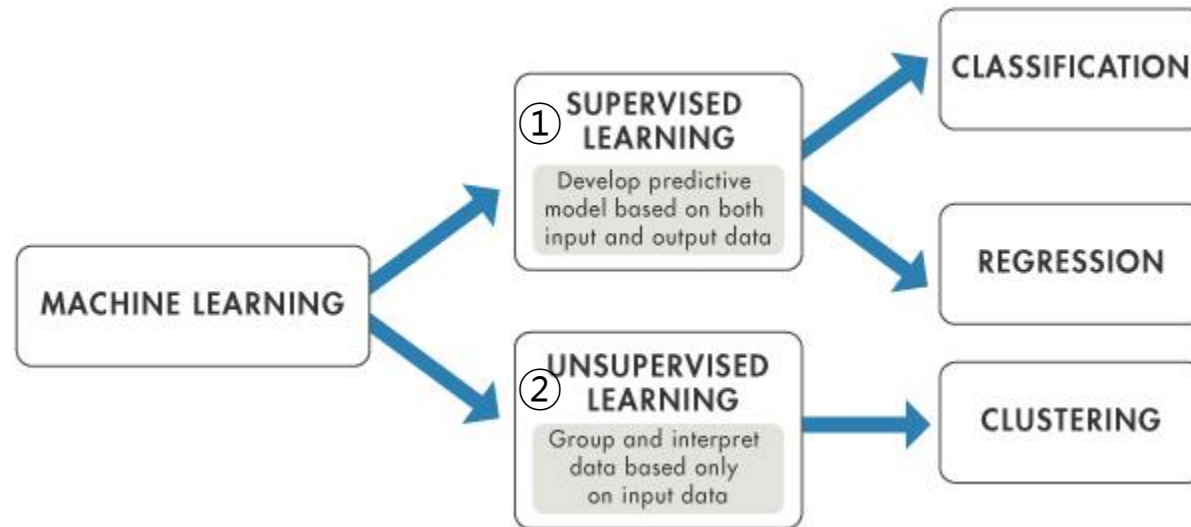 MACHINE LEARNING
①
SUPERVISED
LEARNING
Develop predictive
model based on both
input and output data
②
UNSUPERVISED
LEARNING
Group and interpret
data based only
on input data
CLASSIFICATION
REGRESSION
CLUSTERING